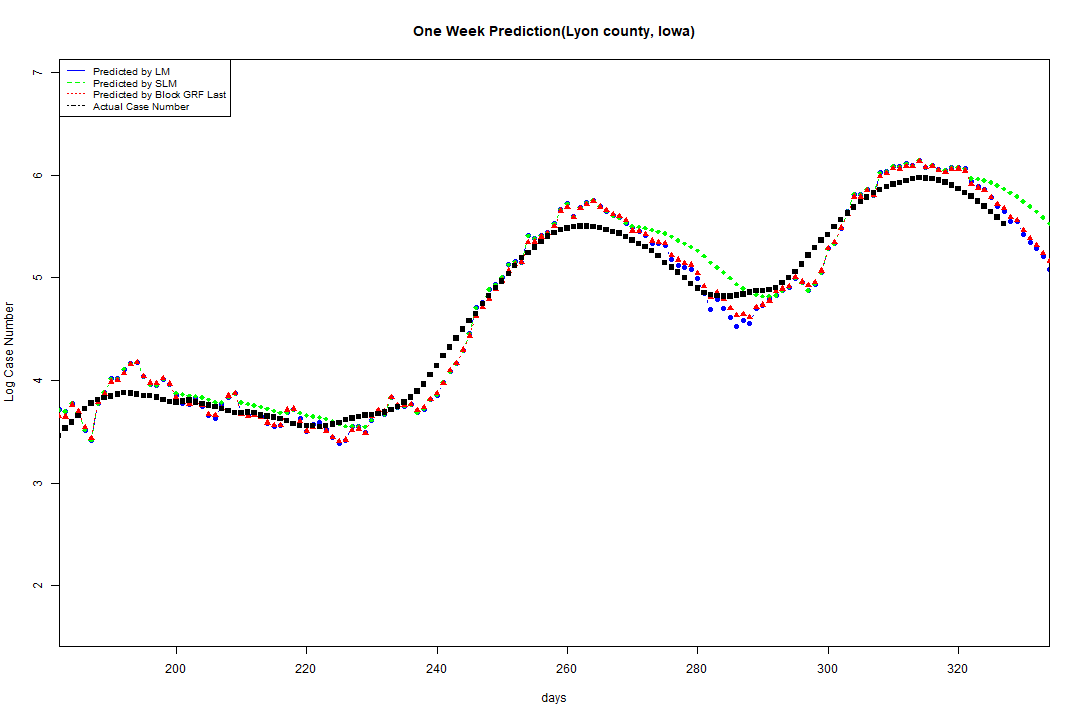 One Week Prediction(Lyon county, Iowa)
Predicted by LM
Predicted by SLM
Predicted by Block GRF Last
Actual Case Number
7
6
5
4
3
2
Log Case Number
200 220 240 260 280 300 320
days